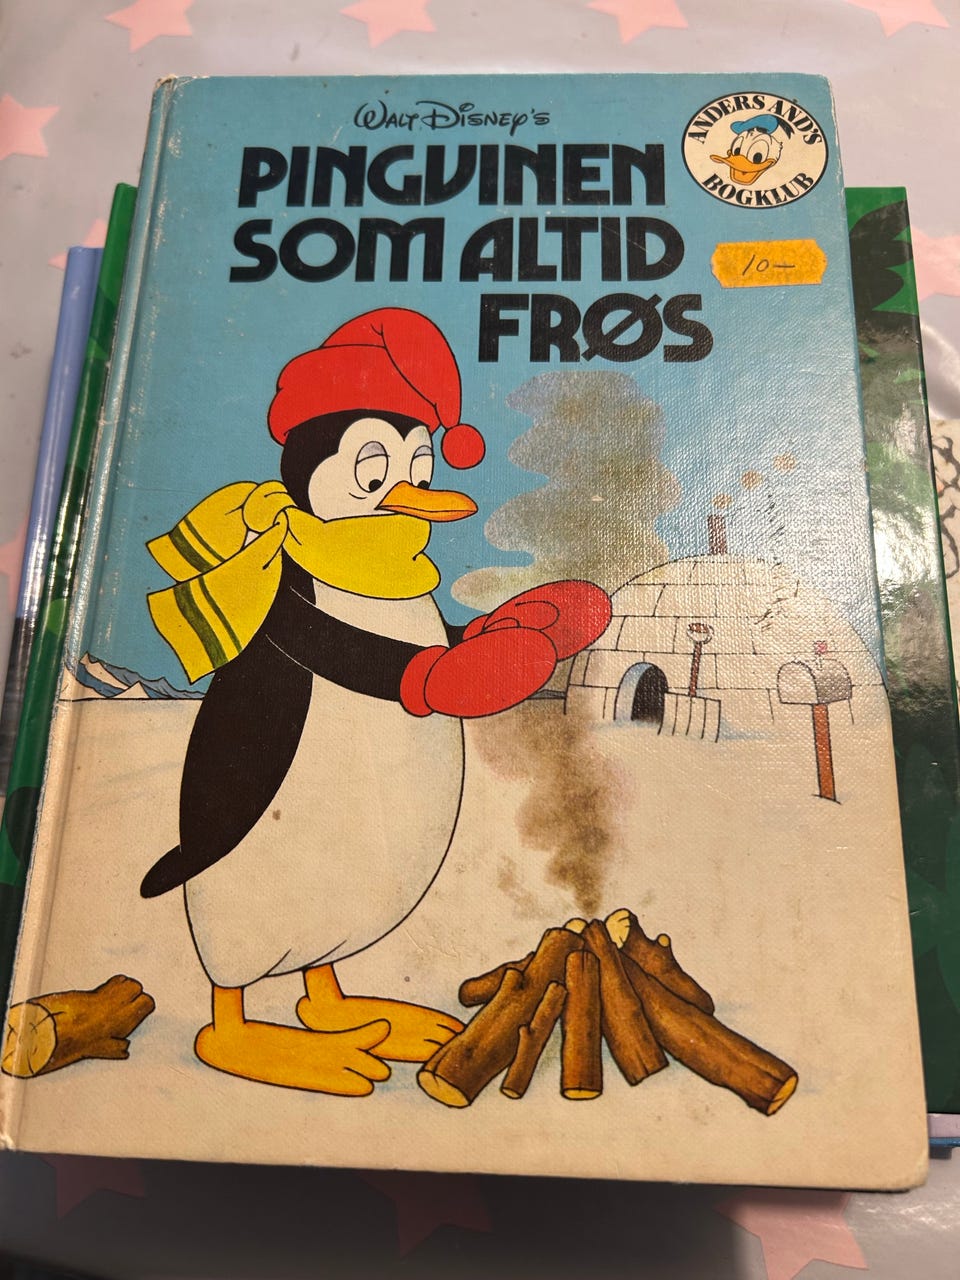 WALT DISNEY'S
PINGVINEN
SOM ALTID
FRØS
ANDERS AND'S
BOGKLUB
10-